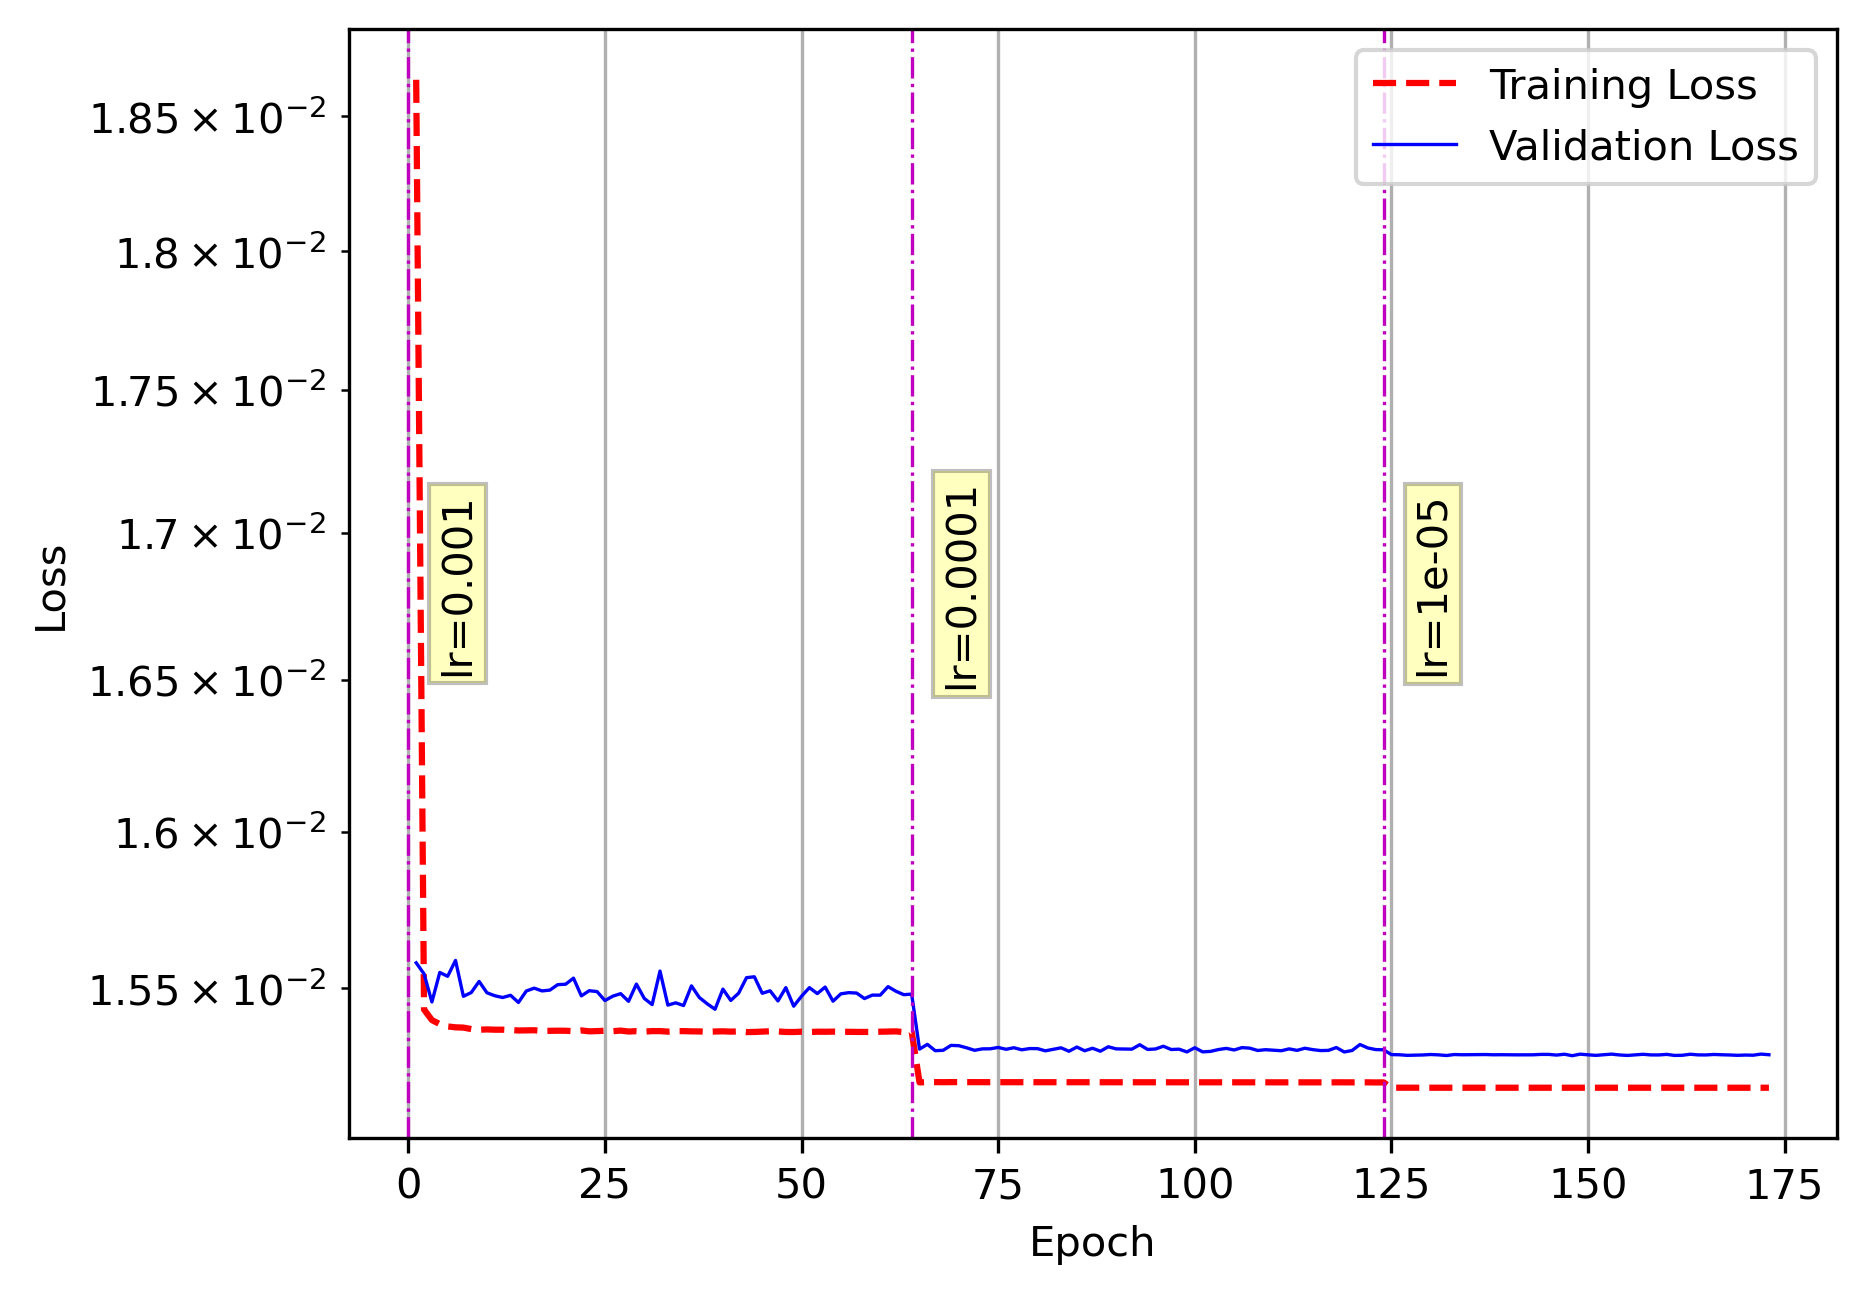 Training Loss
Validation Loss
1.85 × 10⁻²
1.8 × 10⁻²
1.75 × 10⁻²
1.7 × 10⁻²
1.65 × 10⁻²
1.6 × 10⁻²
1.55 × 10⁻²
Loss
lr=0.001
lr=0.0001
lr=1e-05
0 25 50 75 100 125 150 175
Epoch